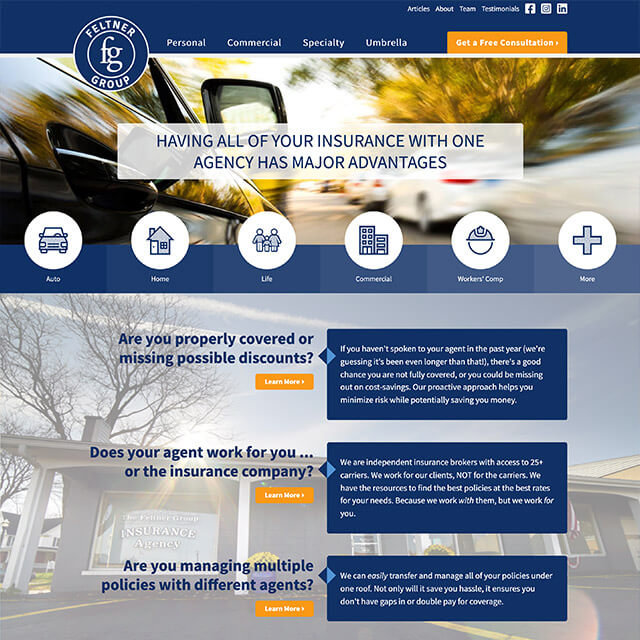 Articles About Team Testimonials
FELTNER
fg
GROUP
Personal Commercial Specialty Umbrella
Get a Free Consultation ›
HAVING ALL OF YOUR INSURANCE WITH ONE
AGENCY HAS MAJOR ADVANTAGES
Auto Home Life Commercial Workers' Comp More
Are you properly covered or
missing possible discounts?
Learn More ›
If you haven't spoken to your agent in the past year (we're
guessing it's been even longer than that!), there's a good
chance you are not fully covered, or you could be missing
out on cost-savings. Our proactive approach helps you
minimize risk while potentially saving you money.
Does your agent work for you ...
or the insurance company?
Learn More ›
We are independent insurance brokers with access to 25+
carriers. We work for our clients, NOT for the carriers. We
have the resources to find the best policies at the best rates
for your needs. Because we work with them, but we work for
you.
The Feltner Group
INSURANCE
Agency
Are you managing multiple
policies with different agents?
Learn More ›
We can easily transfer and manage all of your policies under
one roof. Not only will it save you hassle, it ensures you
don't have gaps in or double pay for coverage.